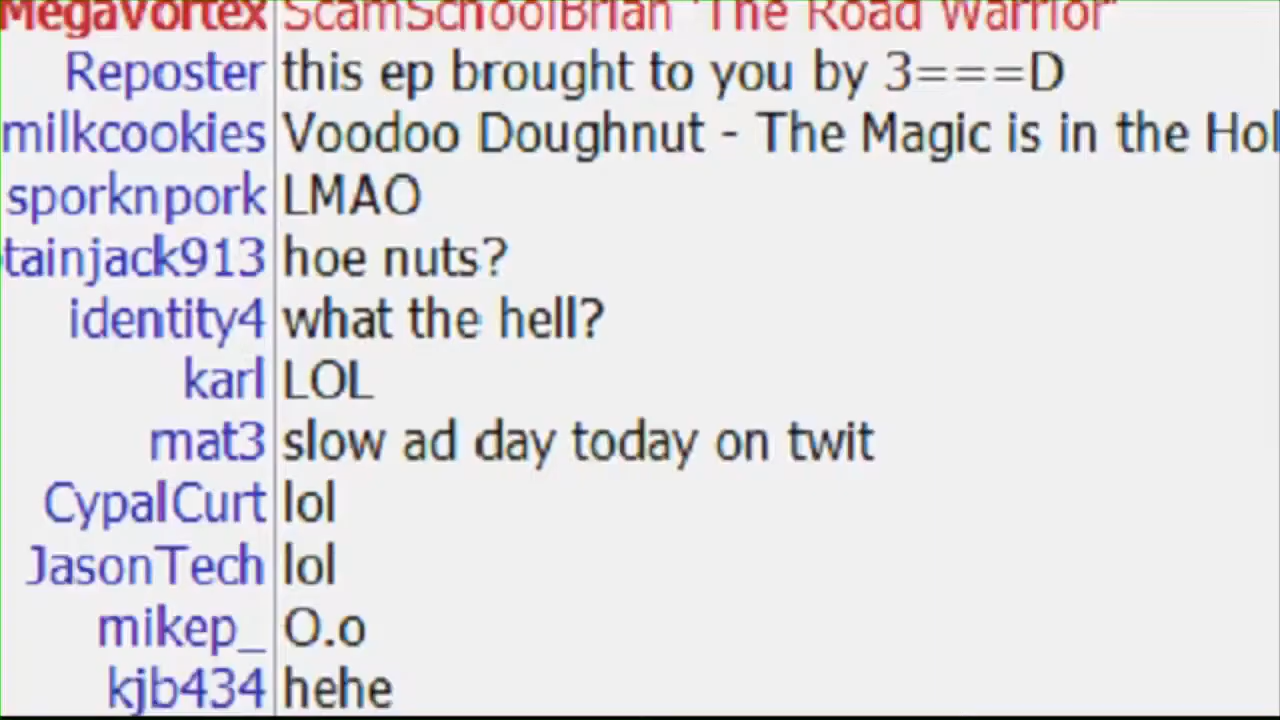 MegaVortex ScamSchoolBrian 'The Road Warrior'
Reposter this ep brought to you by 3===D
milkcookies Voodoo Doughnut - The Magic is in the Hol
sporknpork LMAO
tainjack913 hoe nuts?
identity4 what the hell?
karl LOL
mat3 slow ad day today on twit
CypalCurt lol
JasonTech lol
mikep_ O.o
kjb434 hehe